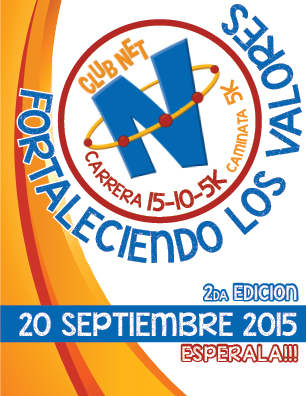 FORTALECIENDO LOS VALORES
CLUB NET
N
CARRERA 15-10-5K
CAMINATA 5K
2DA EDICION
20 SEPTIEMBRE 2015
ESPERALA!!!